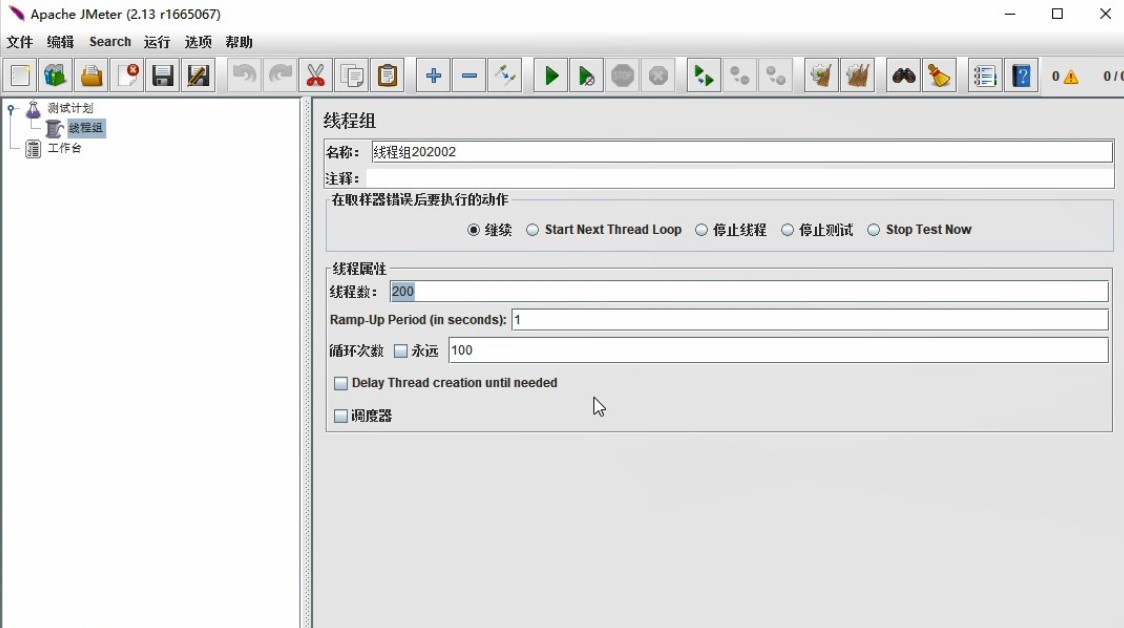 Apache JMeter (2.13 r1665067)
文件 编辑 Search 运行 选项 帮助
STOP
0 0 / 0
测试计划
线程组
工作台
线程组
名称： 线程组202002
注释：
在取样器错误后要执行的动作
继续 Start Next Thread Loop 停止线程 停止测试 Stop Test Now
线程属性
线程数： 200
Ramp-Up Period (in seconds): 1
循环次数 永远 100
Delay Thread creation until needed
调度器